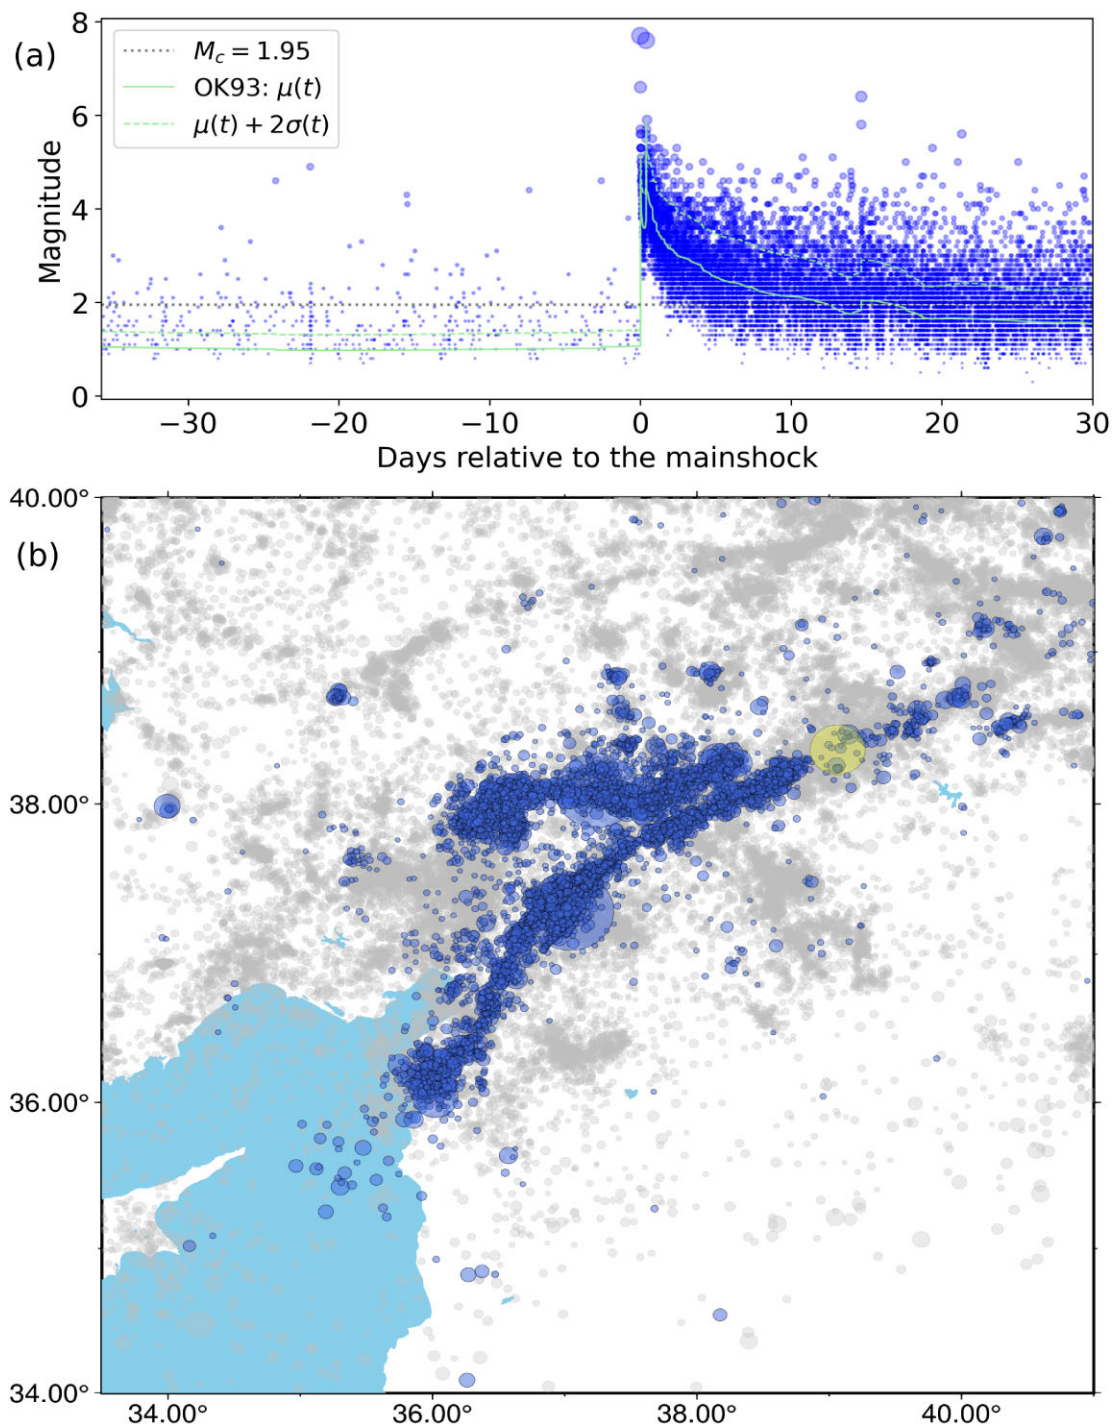 (a)
8
6
4
2
0
Magnitude
M_c = 1.95
OK93: μ(t)
μ(t) + 2σ(t)
−30
−20
−10
0
10
20
30
Days relative to the mainshock
(b)
40.00°
38.00°
36.00°
34.00°
34.00°
36.00°
38.00°
40.00°